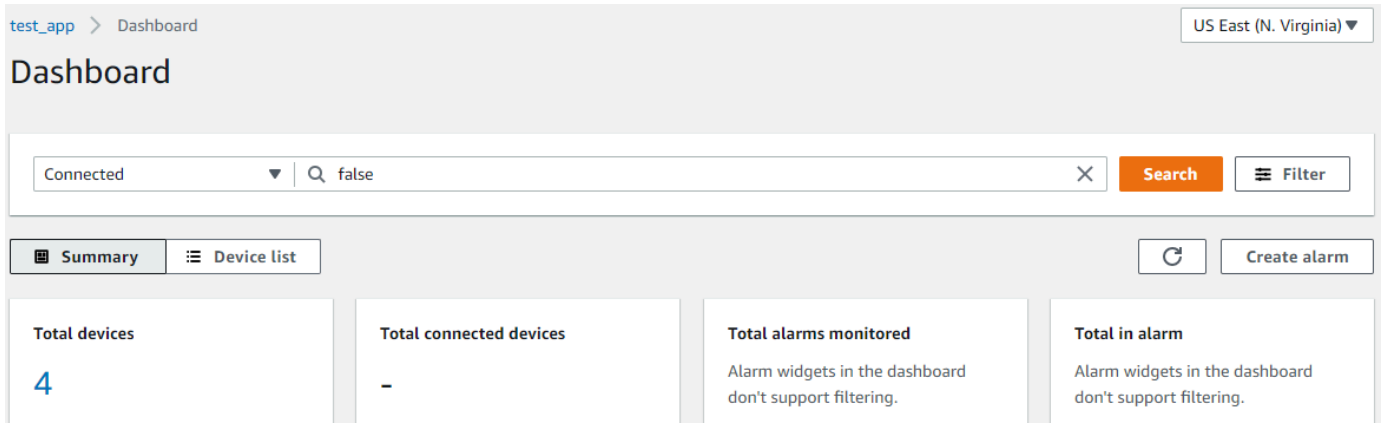 test_app > Dashboard
US East (N. Virginia)
Dashboard
Connected
false
Search
Filter
Summary
Device list
Create alarm
Total devices
4
Total connected devices
-
Total alarms monitored
Alarm widgets in the dashboard
don't support filtering.
Total in alarm
Alarm widgets in the dashboard
don't support filtering.